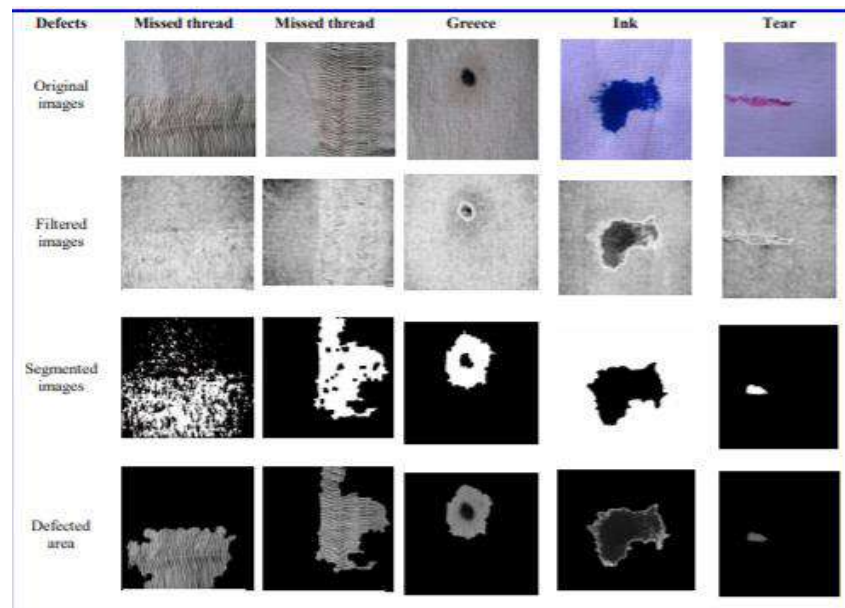 Defects Missed thread Missed thread Greece Ink Tear
Original
images
Filtered
images
Segmented
images
Defected
area